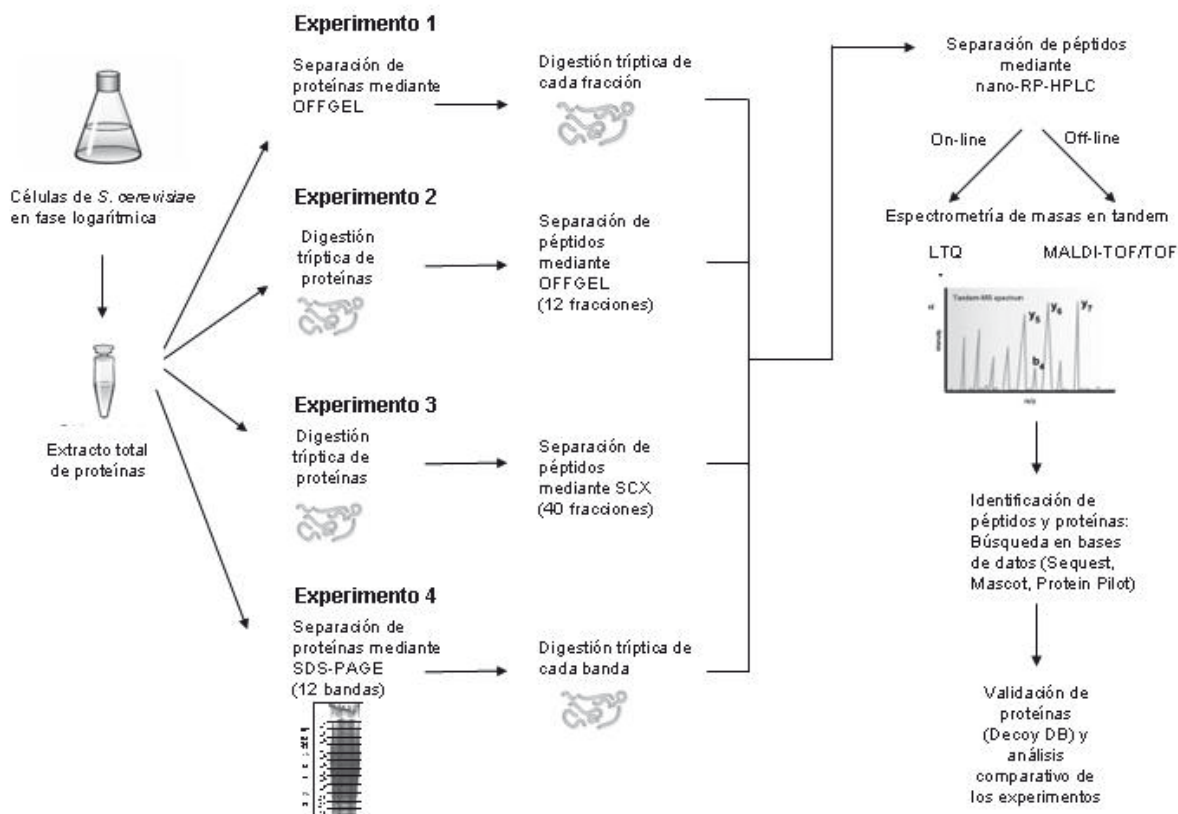 Experimento 1
Separación de
proteínas mediante
OFFGEL
Digestión tríptica de
cada fracción
Células de S. cerevisiae
en fase logarítmica
Extracto total
de proteínas
Experimento 2
Digestión
tríptica de
proteínas
Separación de
péptidos
mediante
OFFGEL
(12 fracciones)
Experimento 3
Digestión
tríptica de
proteínas
Separación de
péptidos
mediante SCX
(40 fracciones)
Experimento 4
Separación de
proteínas mediante
SDS-PAGE
(12 bandas)
Digestión tríptica de
cada banda
Separación de péptidos
mediante
nano-RP-HPLC
On-line
Off-line
Espectrometría de masas en tandem
LTQ
MALDI-TOF/TOF
Tandem MS spectrum
y5
y6
y7
b4
m/z
Identificación de
péptidos y proteínas:
Búsqueda en bases
de datos (Sequest,
Mascot, Protein Pilot)
Validación de
proteínas
(Decoy DB) y
análisis
comparativo de
los experimentos